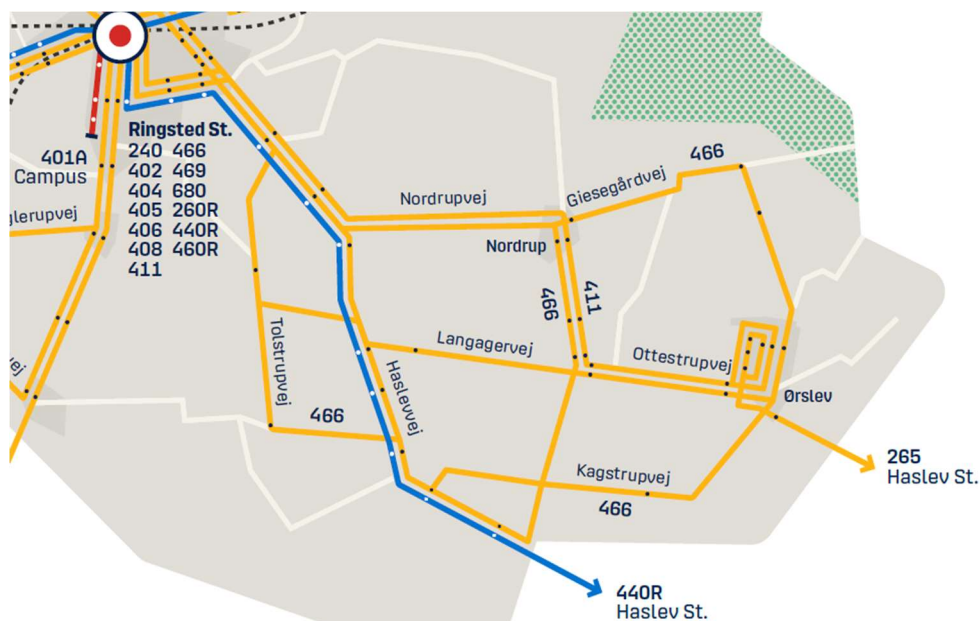 Ringsted St.
240 466
402 469
404 680
405 260R
406 440R
408 460R
411
401A
Campus
glerupvej
vej
Nordrupvej
Giesegårdvej
466
Nordrup
466
411
Tolstrupvej
Langagervej
Ottestrupvej
Haslevvej
Ørslev
466
Kagstrupvej
466
265
Haslev St.
440R
Haslev St.